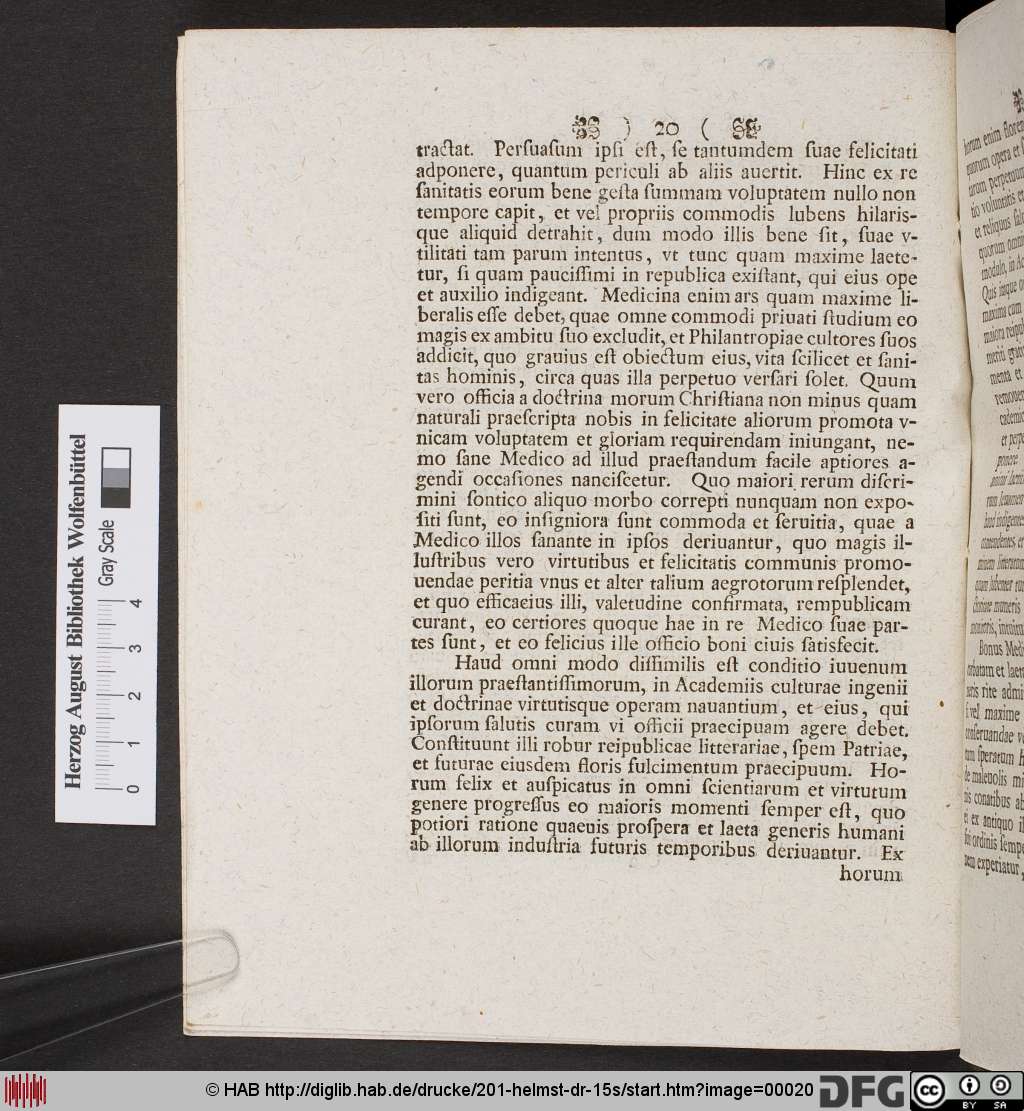 ) 20 (
tractat. Perſuaſum ipſi eſt, ſe tantumdem ſuae felicitati
adponere, quantum periculi ab aliis auertit. Hinc ex re
ſanitatis eorum bene geſta ſummam voluptatem nullo non
tempore capit, et vel propriis commodis lubens hilaris-
que aliquid detrahit, dum modo illis bene ſit, ſuae v-
tilitati tam parum intentus, vt tunc quam maxime laete-
tur, ſi quam pauciſſimi in republica exiſtant, qui eius ope
et auxilio indigeant. Medicina enim ars quam maxime li-
beralis eſſe debet, quae omne commodi priuati ſtudium eo
magis ex ambitu ſuo excludit, et Philantropiae cultores ſuos
addicit, quo grauius eſt obiectum eius, vita ſcilicet et ſani-
tas hominis, circa quas illa perpetuo verſari ſolet. Quum
vero officia a doctrina morum Chriſtiana non minus quam
naturali praeſcripta nobis in felicitate aliorum promota v-
nicam voluptatem et gloriam requirendam iniungant, ne-
mo ſane Medico ad illud praeſtandum facile aptiores a-
gendi occaſiones nanciſcetur. Quo maiori rerum diſcri-
mini ſontico aliquo morbo correpti nunquam non expo-
ſiti ſunt, eo inſigniora ſunt commoda et ſeruitia, quae a
Medico illos ſanante in ipſos deriuantur, quo magis il-
luſtribus vero virtutibus et felicitatis communis promo-
uendae peritia vnus et alter talium aegrotorum reſplendet,
et quo efficaeius illi, valetudine confirmata, rempublicam
curant, eo certiores quoque hae in re Medico ſuae par-
tes ſunt, et eo felicius ille officio boni ciuis ſatisfecit.
Haud omni modo diſſimilis eſt conditio iuuenum
illorum praeſtantiſſimorum, in Academiis culturae ingenii
et doctrinae virtutisque operam nauantium, et eius, qui
ipſorum ſalutis curam vi officii praecipuam agere debet.
Conſtituunt illi robur reipublicae litterariae, ſpem Patriae,
et futurae eiusdem floris fulcimentum praecipuum. Ho-
rum felix et auſpicatus in omni ſcientiarum et virtutum
genere progreſſus eo maioris momenti ſemper eſt, quo
potiori ratione quaeuis proſpera et laeta generis humani
ab illorum induſtria futuris temporibus deriuantur. Ex
horum
Herzog August Bibliothek Wolfenbüttel
Gray Scale
0 1 2 3 4
© HAB http://diglib.hab.de/drucke/201-helmst-dr-15s/start.htm?image=00020
DFG
cc BY SA